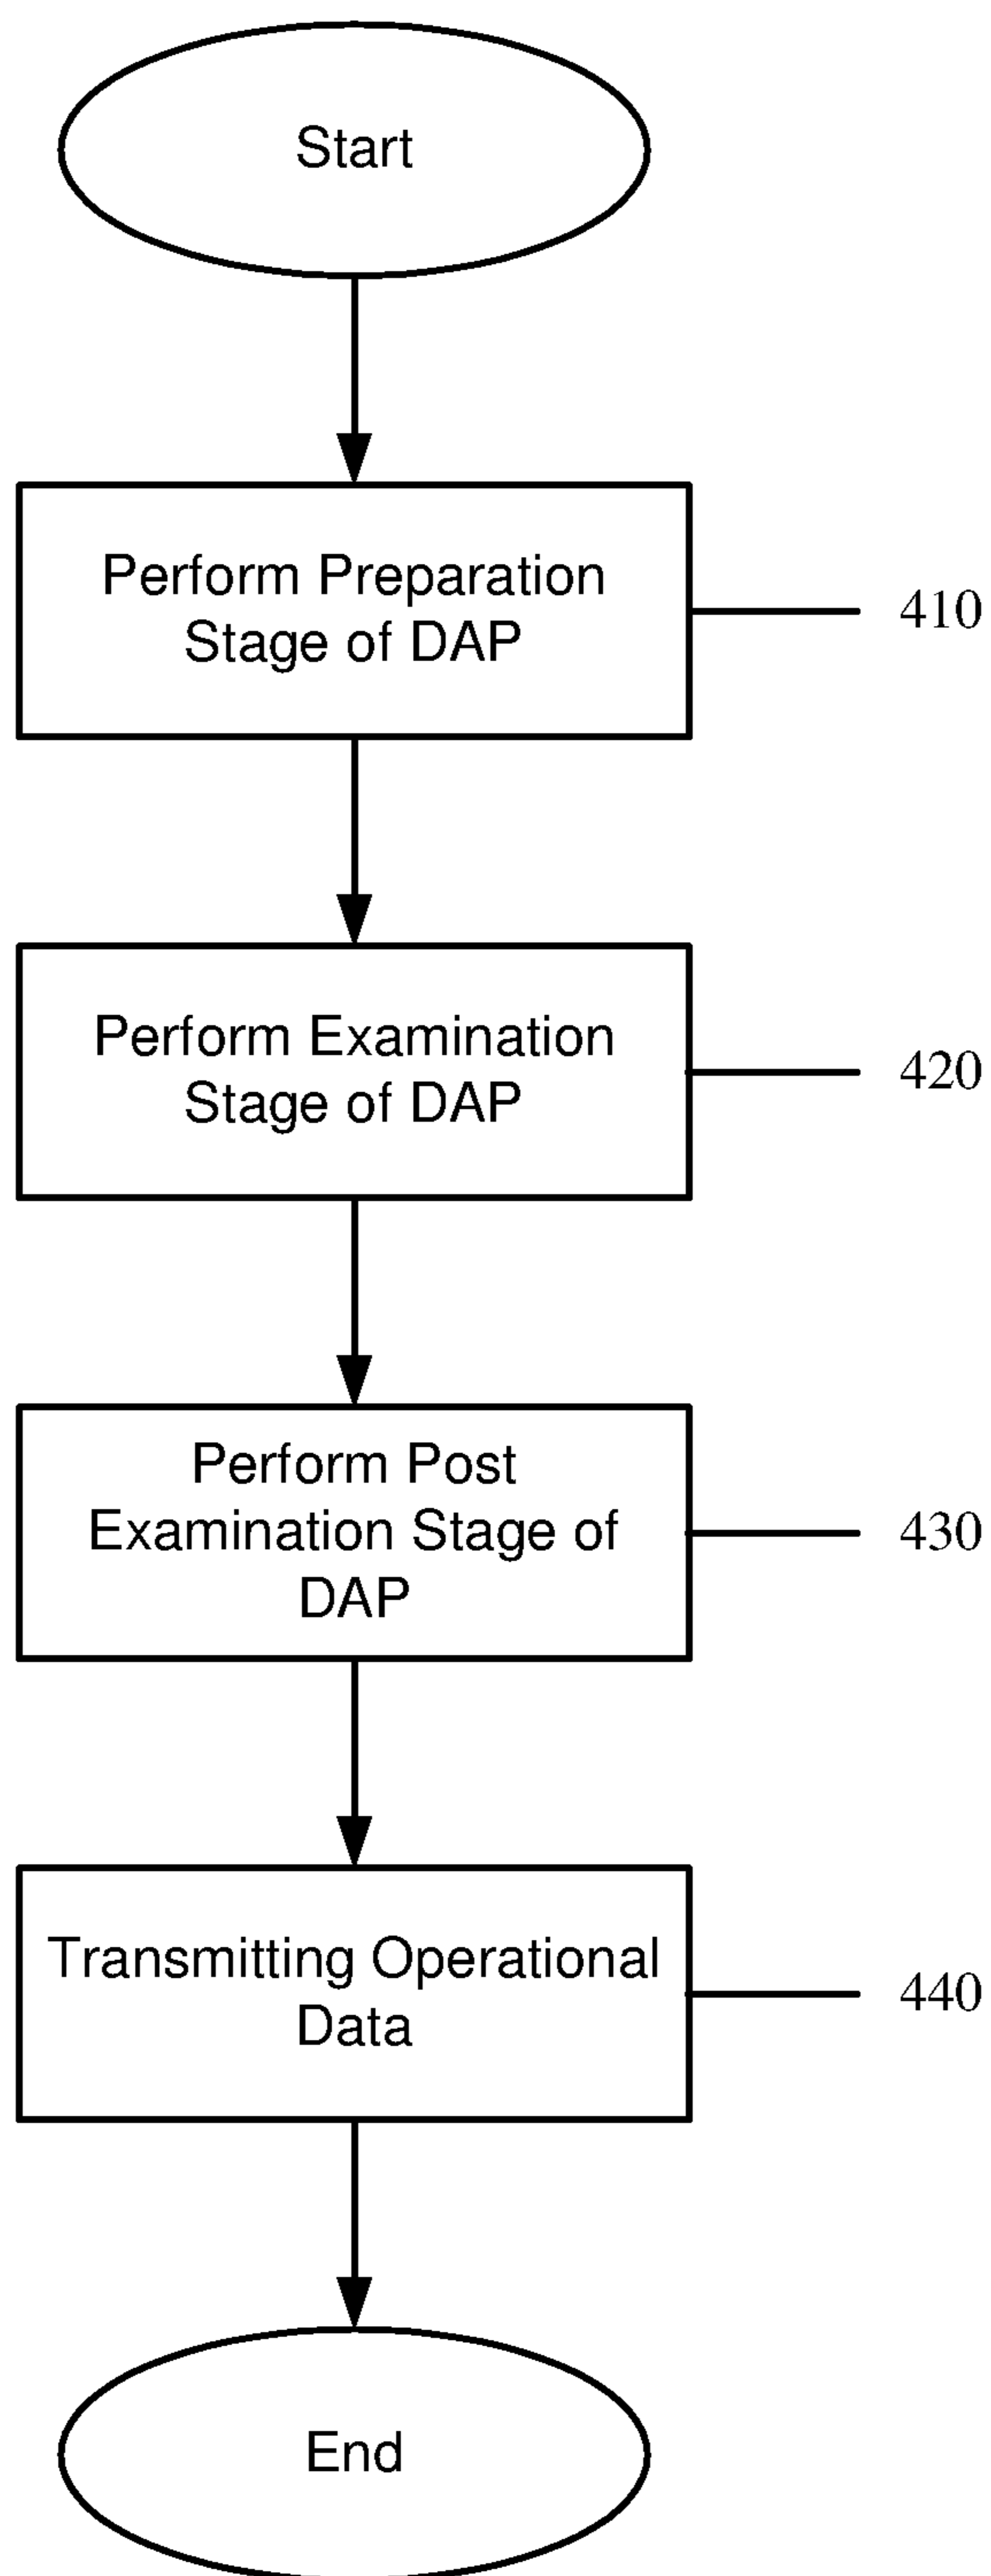 Start
Perform Preparation
Stage of DAP
410
Perform Examination
Stage of DAP
420
Perform Post
Examination Stage of
DAP
430
Transmitting Operational
Data
440
End